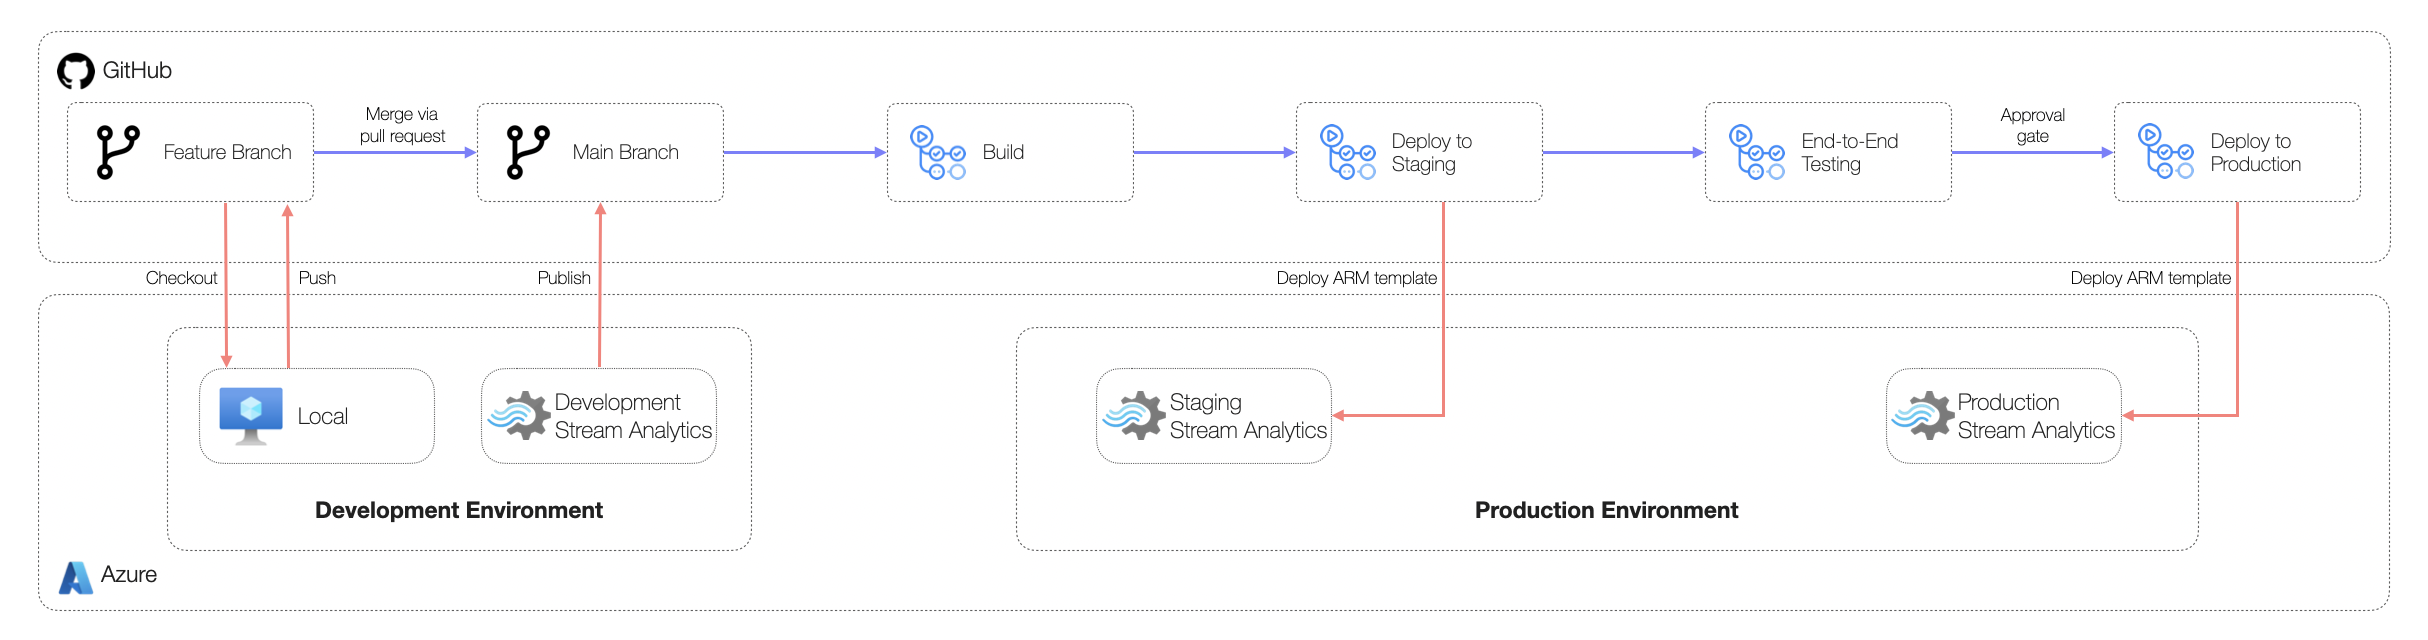 GitHub
Feature Branch
Merge via
pull request
Main Branch
Build
Deploy to
Staging
End-to-End
Testing
Approval
gate
Deploy to
Production
Checkout
Push
Publish
Deploy ARM template
Deploy ARM template
Local
Development
Stream Analytics
Staging
Stream Analytics
Production
Stream Analytics
Development Environment
Production Environment
Azure